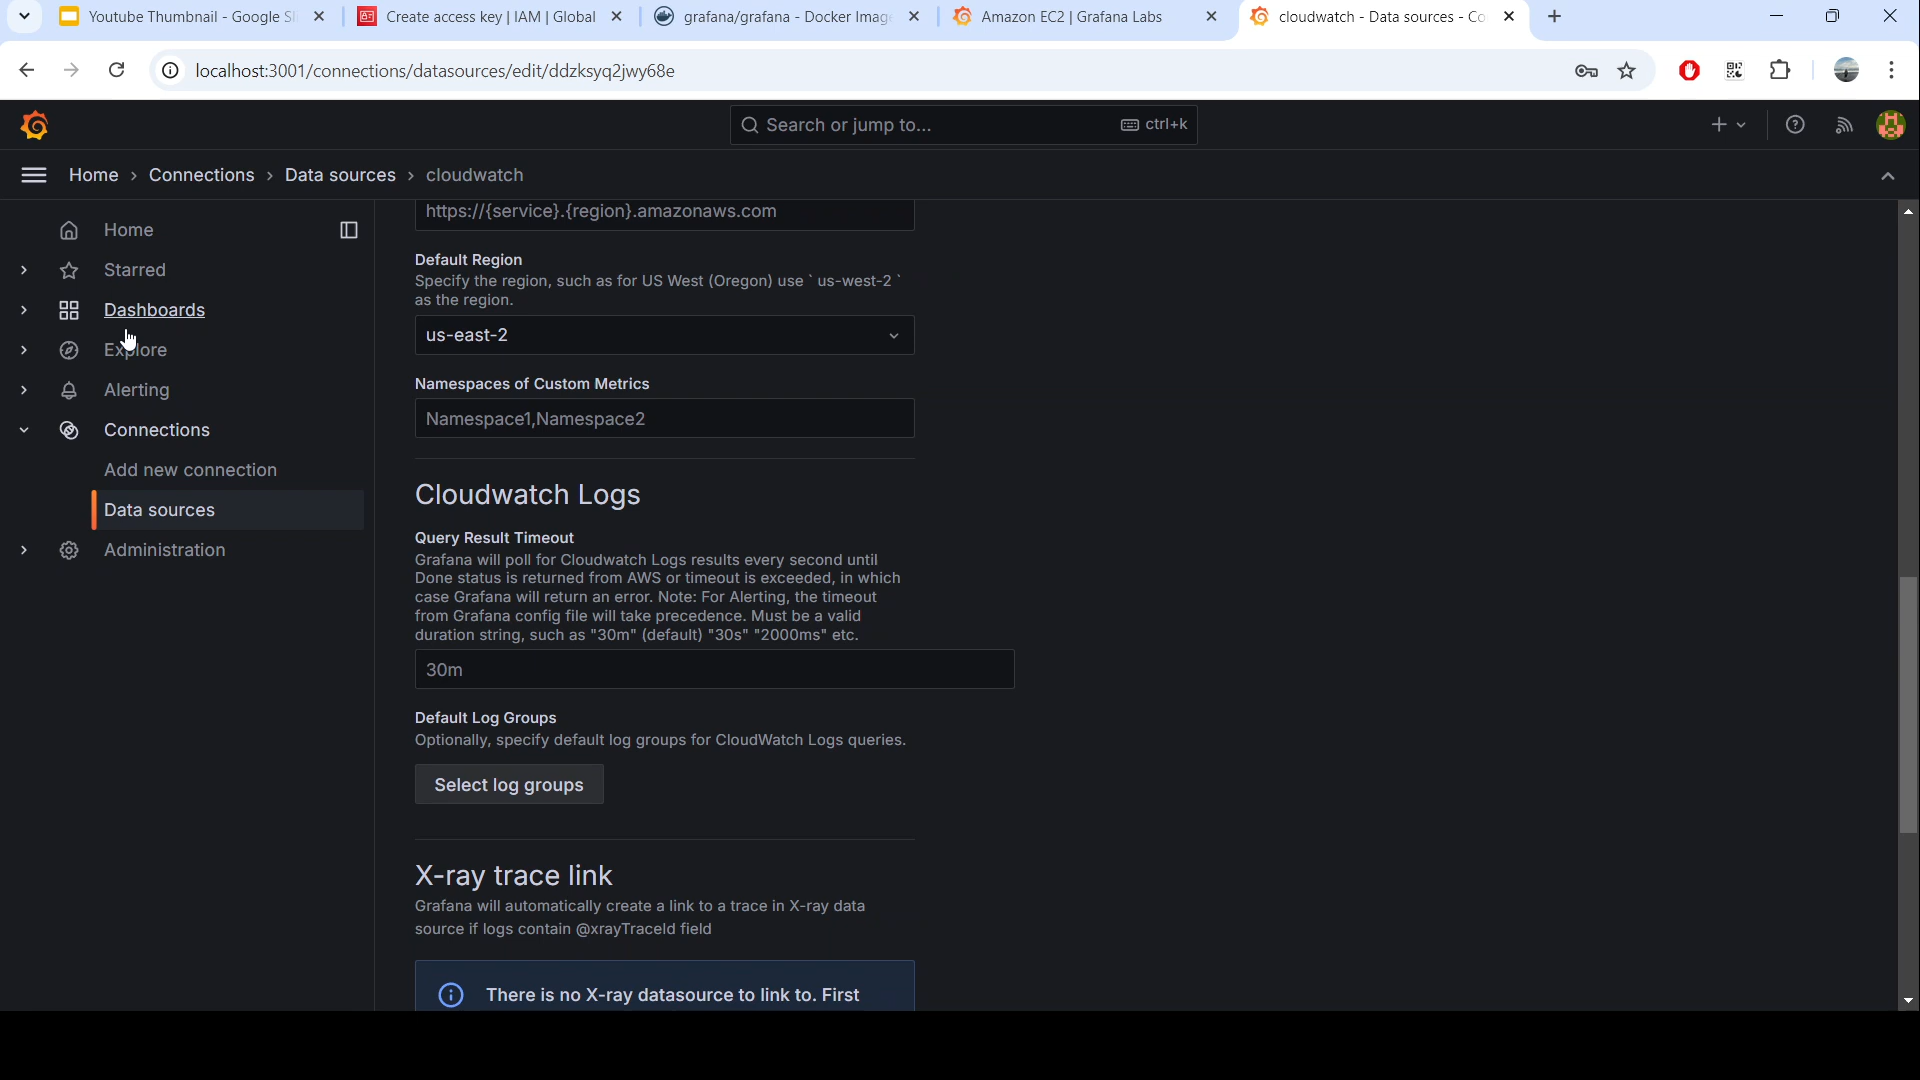 Youtube Thumbnail - Google Sl
Create access key | IAM | Global
grafana/grafana - Docker Imag
Amazon EC2 | Grafana Labs
cloudwatch - Data sources - Co
localhost:3001/connections/datasources/edit/ddzksyq2jwy68e
Search or jump to...
ctrl+k
Home
Connections
Data sources
cloudwatch
Home
Starred
Dashboards
Explore
Alerting
Connections
Add new connection
Data sources
Administration
https://{service}.{region}.amazonaws.com
Default Region
Specify the region, such as for US West (Oregon) use ` us-west-2 `
as the region.
us-east-2
Namespaces of Custom Metrics
Namespace1,Namespace2
Cloudwatch Logs
Query Result Timeout
Grafana will poll for Cloudwatch Logs results every second until
Done status is returned from AWS or timeout is exceeded, in which
case Grafana will return an error. Note: For Alerting, the timeout
from Grafana config file will take precedence. Must be a valid
duration string, such as "30m" (default) "30s" "2000ms" etc.
30m
Default Log Groups
Optionally, specify default log groups for CloudWatch Logs queries.
Select log groups
X-ray trace link
Grafana will automatically create a link to a trace in X-ray data
source if logs contain @xrayTraceId field
There is no X-ray datasource to link to. First